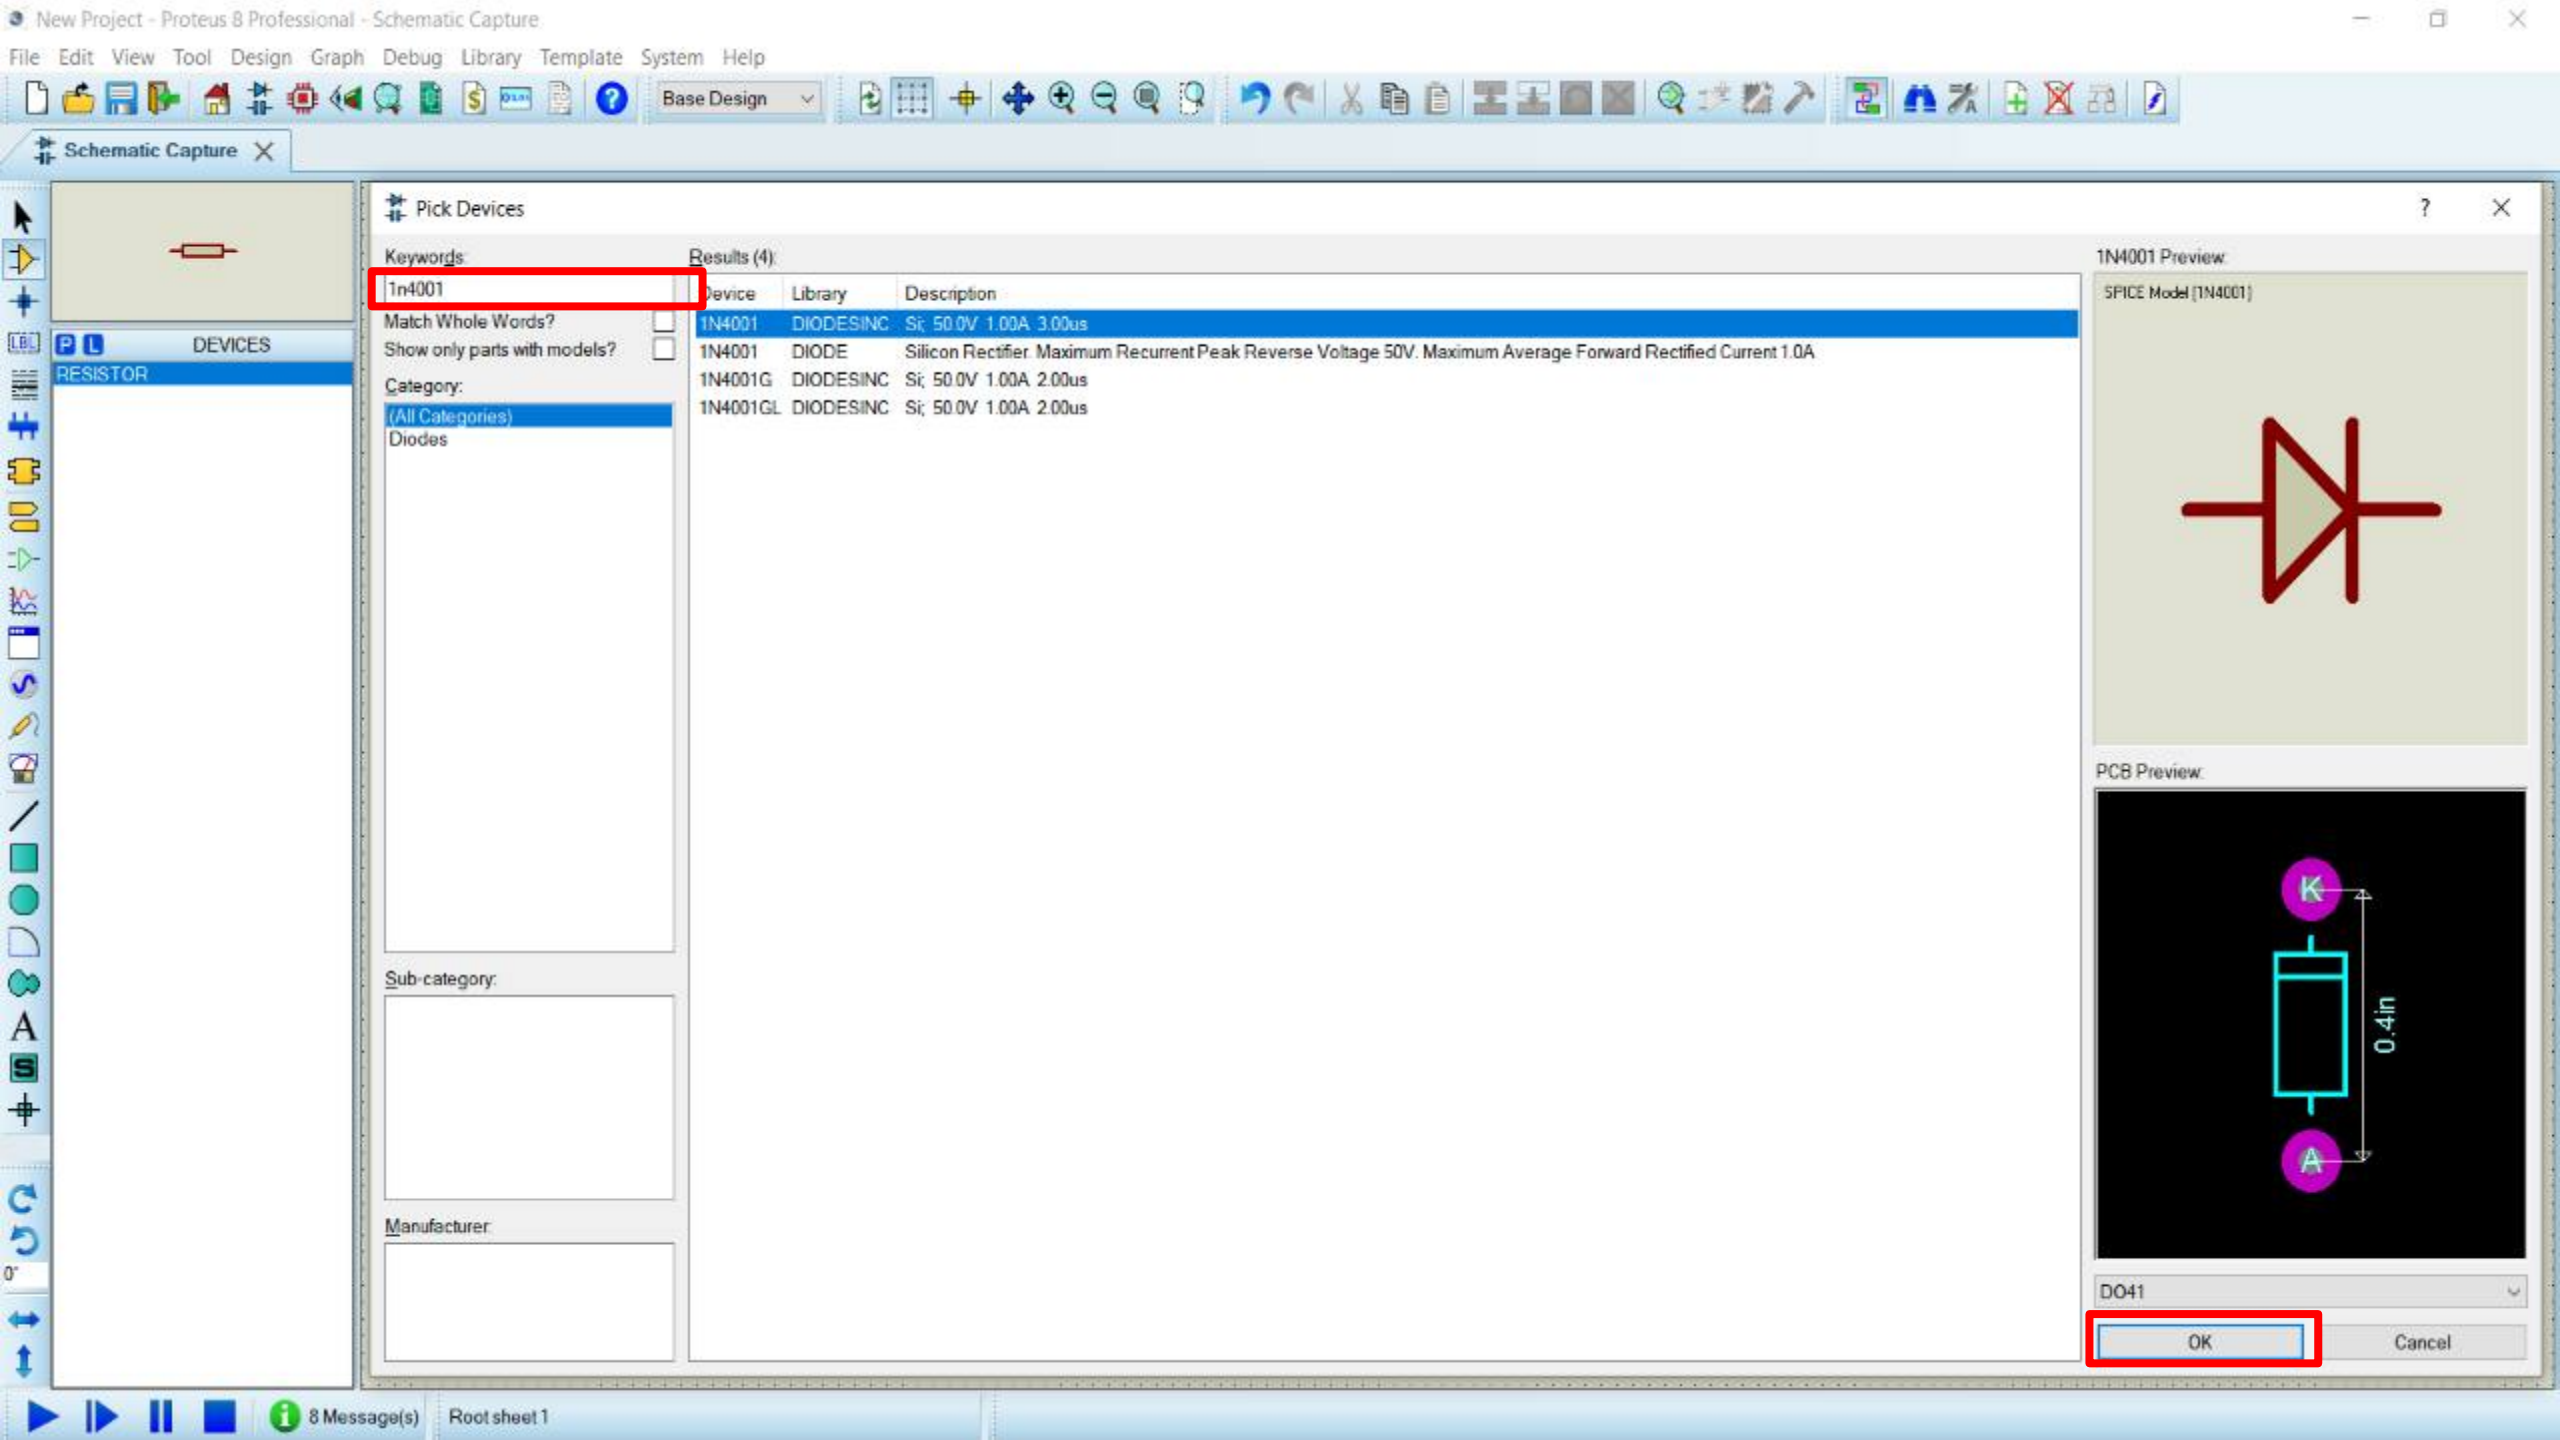 New Project - Proteus 8 Professional - Schematic Capture
File Edit View Tool Design Graph Debug Library Template System Help
Base Design
Schematic Capture
Pick Devices
?
Keywords:
1n4001
Match Whole Words?
Show only parts with models?
Category:
(All Categories)
Diodes
Sub-category:
Manufacturer:
Results (4):
Device Library Description
1N4001 DIODESINC Si; 50.0V 1.00A 3.00us
1N4001 DIODE Silicon Rectifier. Maximum Recurrent Peak Reverse Voltage 50V. Maximum Average Forward Rectified Current 1.0A
1N4001G DIODESINC Si; 50.0V 1.00A 2.00us
1N4001GL DIODESINC Si; 50.0V 1.00A 2.00us
1N4001 Preview:
SPICE Model [1N4001]
PCB Preview:
K
0.4in
A
DO41
OK Cancel
LBL
P L DEVICES
RESISTOR
A
S
0°
8 Message(s) Root sheet 1